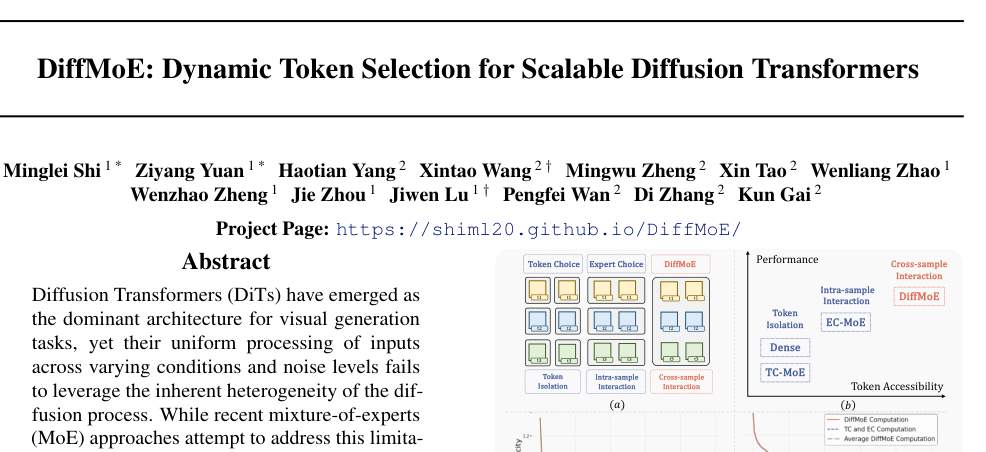 DiffMoE: Dynamic Token Selection for Scalable Diffusion Transformers
Minglei Shi 1 * Ziyang Yuan 1 * Haotian Yang 2 Xintao Wang 2 † Mingwu Zheng 2 Xin Tao 2 Wenliang Zhao 1
Wenzhao Zheng 1 Jie Zhou 1 Jiwen Lu 1 † Pengfei Wan 2 Di Zhang 2 Kun Gai 2
Project Page: https://shiml20.github.io/DiffMoE/
Abstract
Diffusion Transformers (DiTs) have emerged as
the dominant architecture for visual generation
tasks, yet their uniform processing of inputs
across varying conditions and noise levels fails
to leverage the inherent heterogeneity of the dif-
fusion process. While recent mixture-of-experts
(MoE) approaches attempt to address this limita-
Token Choice Expert Choice DiffMoE
Token
Isolation
Intra-sample
Interaction
Cross-sample
Interaction
(a)
Performance
Cross-sample
Interaction
DiffMoE
Intra-sample
Interaction
EC-MoE
Token
Isolation
Dense
TC-MoE
Token Accessibility
(b)
DiffMoE Computation
TC and EC Computation
Average DiffMoE Computation